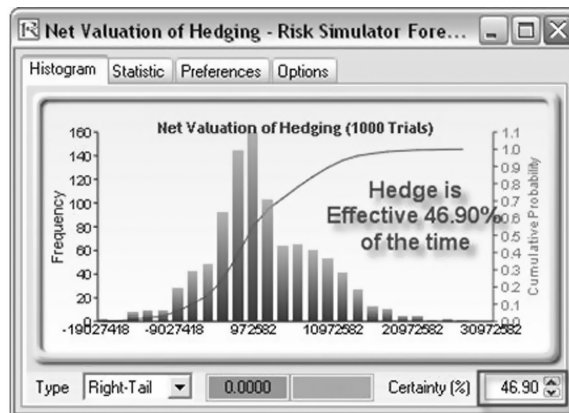 Net Valuation of Hedging - Risk Simulator Fore...
Histogram Statistic Preferences Options
Net Valuation of Hedging (1000 Trials)
Frequency
160
140
120
100
80
60
40
20
0
Hedge is
Effective 46.90%
of the time
1.1
1.0
0.9
0.8
0.7
0.6
0.5
0.4
0.3
0.2
0.1
0.0
Cumulative Probability
-19027418 -9027418 972582 10972582 20972582 30972582
Type Right-Tail 0.0000 Certainty (%) 46.90